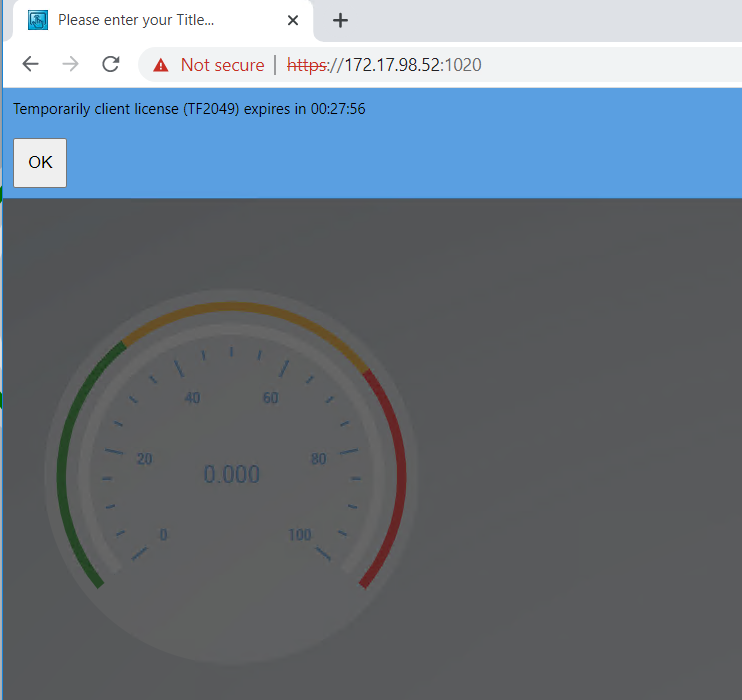 Please enter your Title...
Not secure | https://172.17.98.52:1020
Temporarily client license (TF2049) expires in 00:27:56
OK
40 60
20 80
0.000
0 100